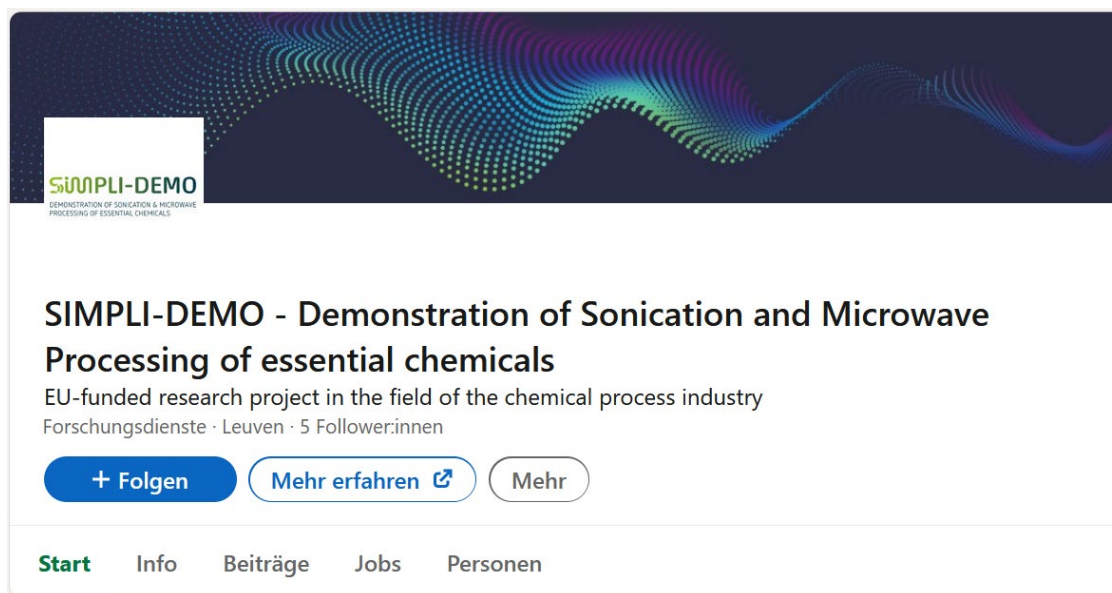 SiMPLI-DEMO
DEMONSTRATION OF SONICATION & MICROWAVE
PROCESSING OF ESSENTIAL CHEMICALS
SIMPLI-DEMO - Demonstration of Sonication and Microwave
Processing of essential chemicals
EU-funded research project in the field of the chemical process industry
Forschungsdienste · Leuven · 5 Follower:innen
+ Folgen Mehr erfahren Mehr
Start Info Beiträge Jobs Personen